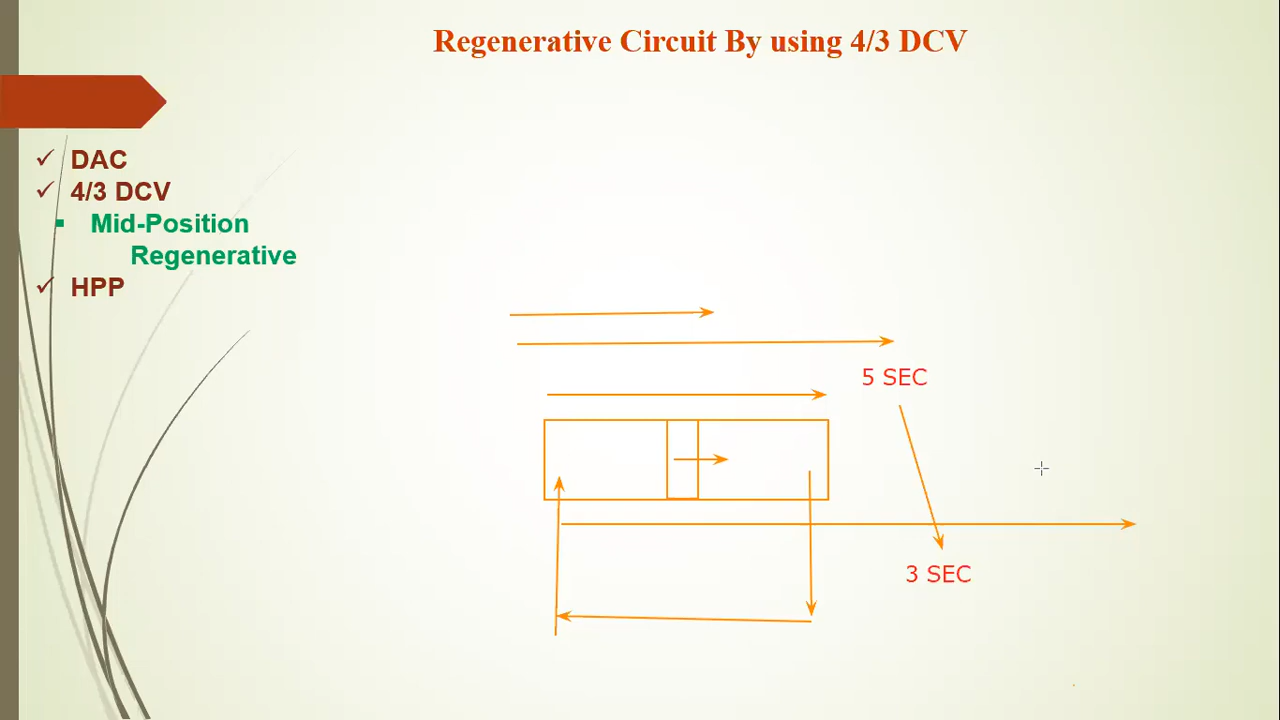 Regenerative Circuit By using 4/3 DCV
DAC
4/3 DCV
Mid-Position
Regenerative
HPP
5 SEC
3 SEC